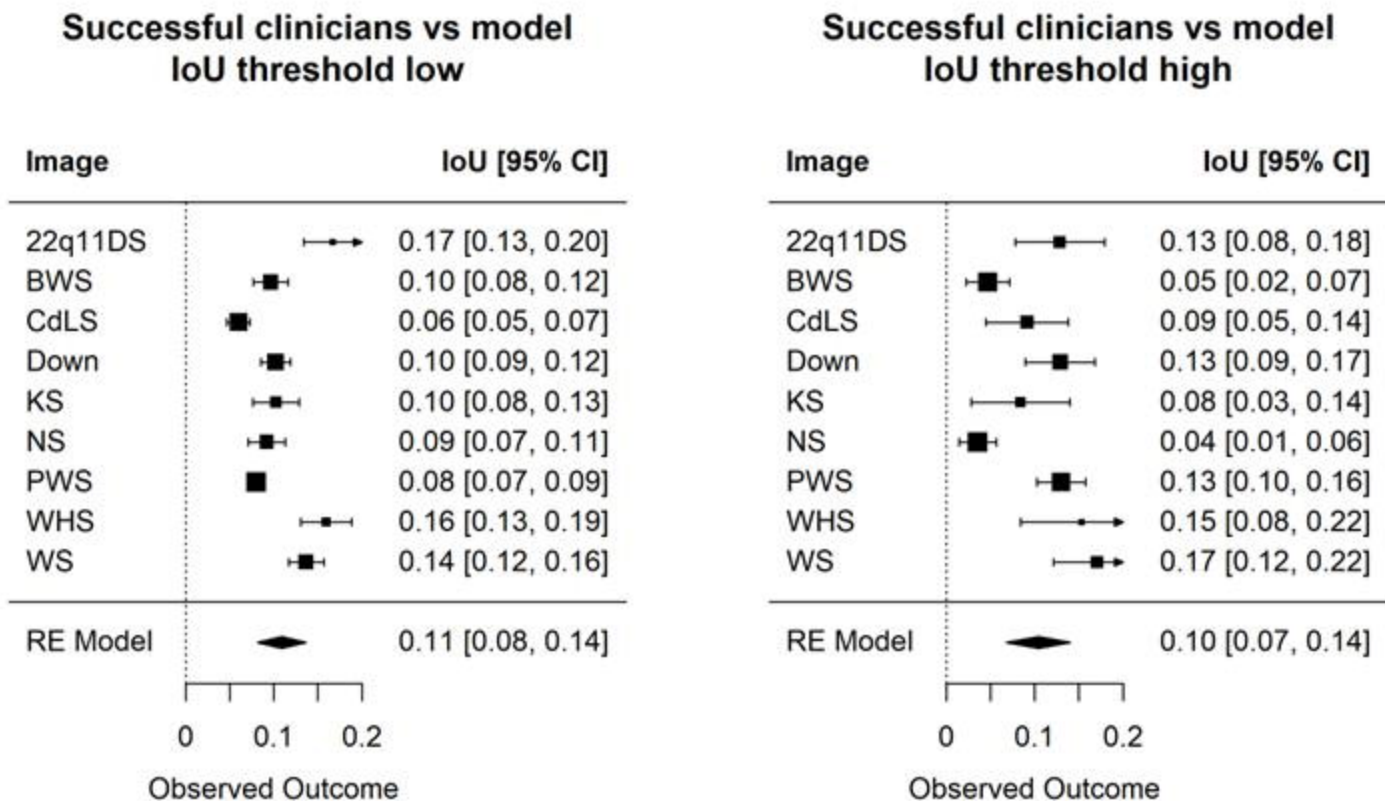 Successful clinicians vs model
IoU threshold low
Image IoU [95% CI]
22q11DS 0.17 [0.13, 0.20]
BWS 0.10 [0.08, 0.12]
CdLS 0.06 [0.05, 0.07]
Down 0.10 [0.09, 0.12]
KS 0.10 [0.08, 0.13]
NS 0.09 [0.07, 0.11]
PWS 0.08 [0.07, 0.09]
WHS 0.16 [0.13, 0.19]
WS 0.14 [0.12, 0.16]
RE Model 0.11 [0.08, 0.14]
0 0.1 0.2
Observed Outcome
Successful clinicians vs model
IoU threshold high
Image IoU [95% CI]
22q11DS 0.13 [0.08, 0.18]
BWS 0.05 [0.02, 0.07]
CdLS 0.09 [0.05, 0.14]
Down 0.13 [0.09, 0.17]
KS 0.08 [0.03, 0.14]
NS 0.04 [0.01, 0.06]
PWS 0.13 [0.10, 0.16]
WHS 0.15 [0.08, 0.22]
WS 0.17 [0.12, 0.22]
RE Model 0.10 [0.07, 0.14]
0 0.1 0.2
Observed Outcome